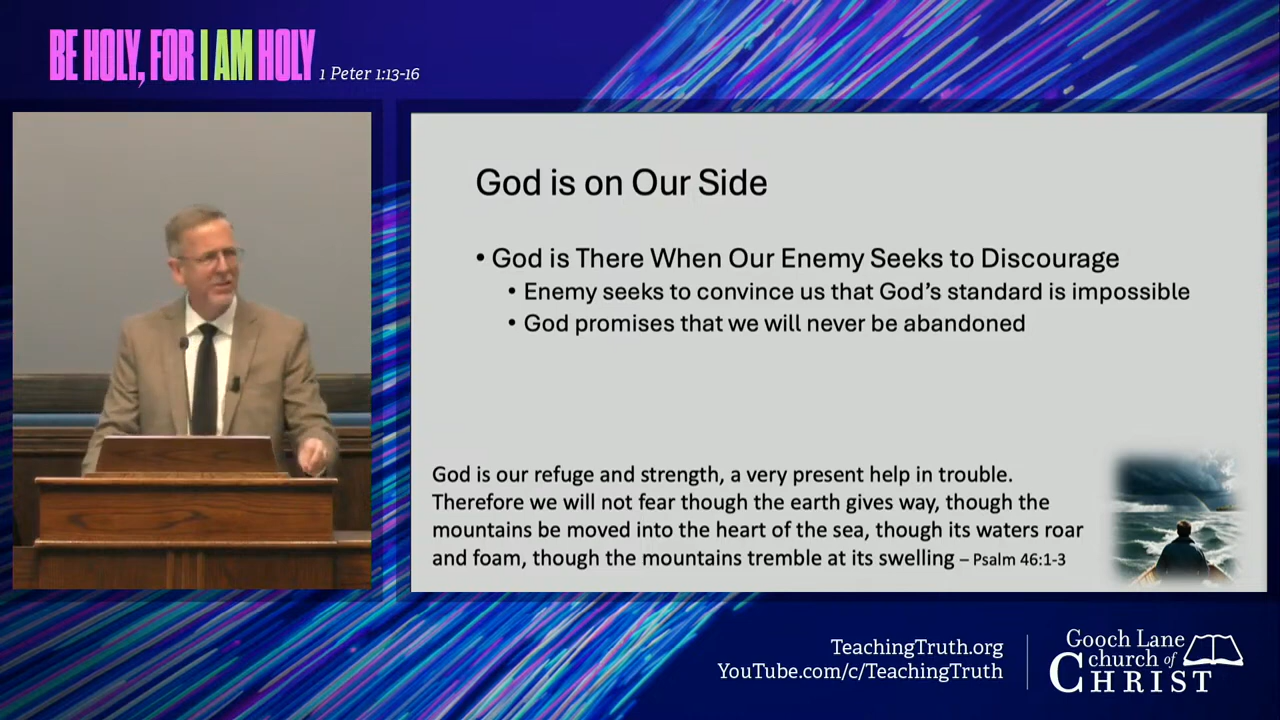 BE HOLY, FOR I AM HOLY 1 Peter 1:13-16
God is on Our Side
• God is There When Our Enemy Seeks to Discourage
• Enemy seeks to convince us that God's standard is impossible
• God promises that we will never be abandoned
God is our refuge and strength, a very present help in trouble.
Therefore we will not fear though the earth gives way, though the
mountains be moved into the heart of the sea, though its waters roar
and foam, though the mountains tremble at its swelling – Psalm 46:1-3
TeachingTruth.org
YouTube.com/c/TeachingTruth
Gooch Lane
church of
CHRIST